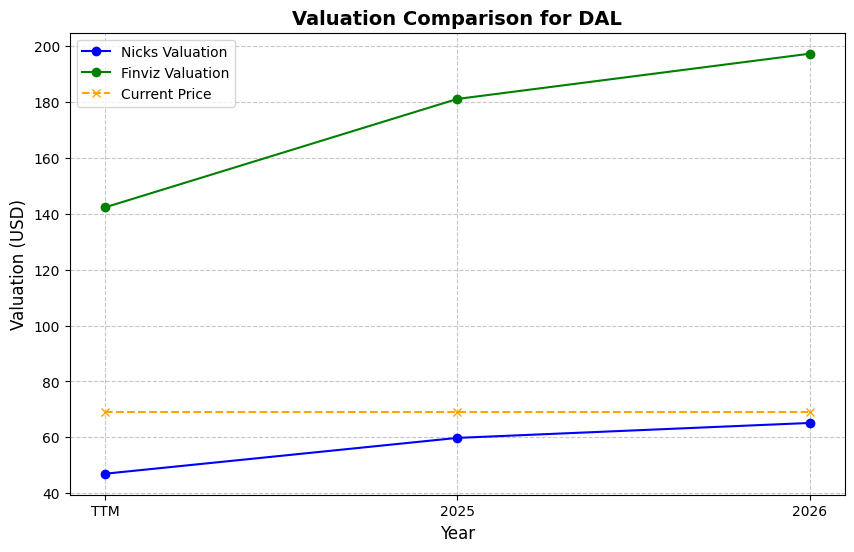 Valuation Comparison for DAL
Nicks Valuation
Finviz Valuation
Current Price
Valuation (USD)
200
180
160
140
120
100
80
60
40
TTM
2025
2026
Year